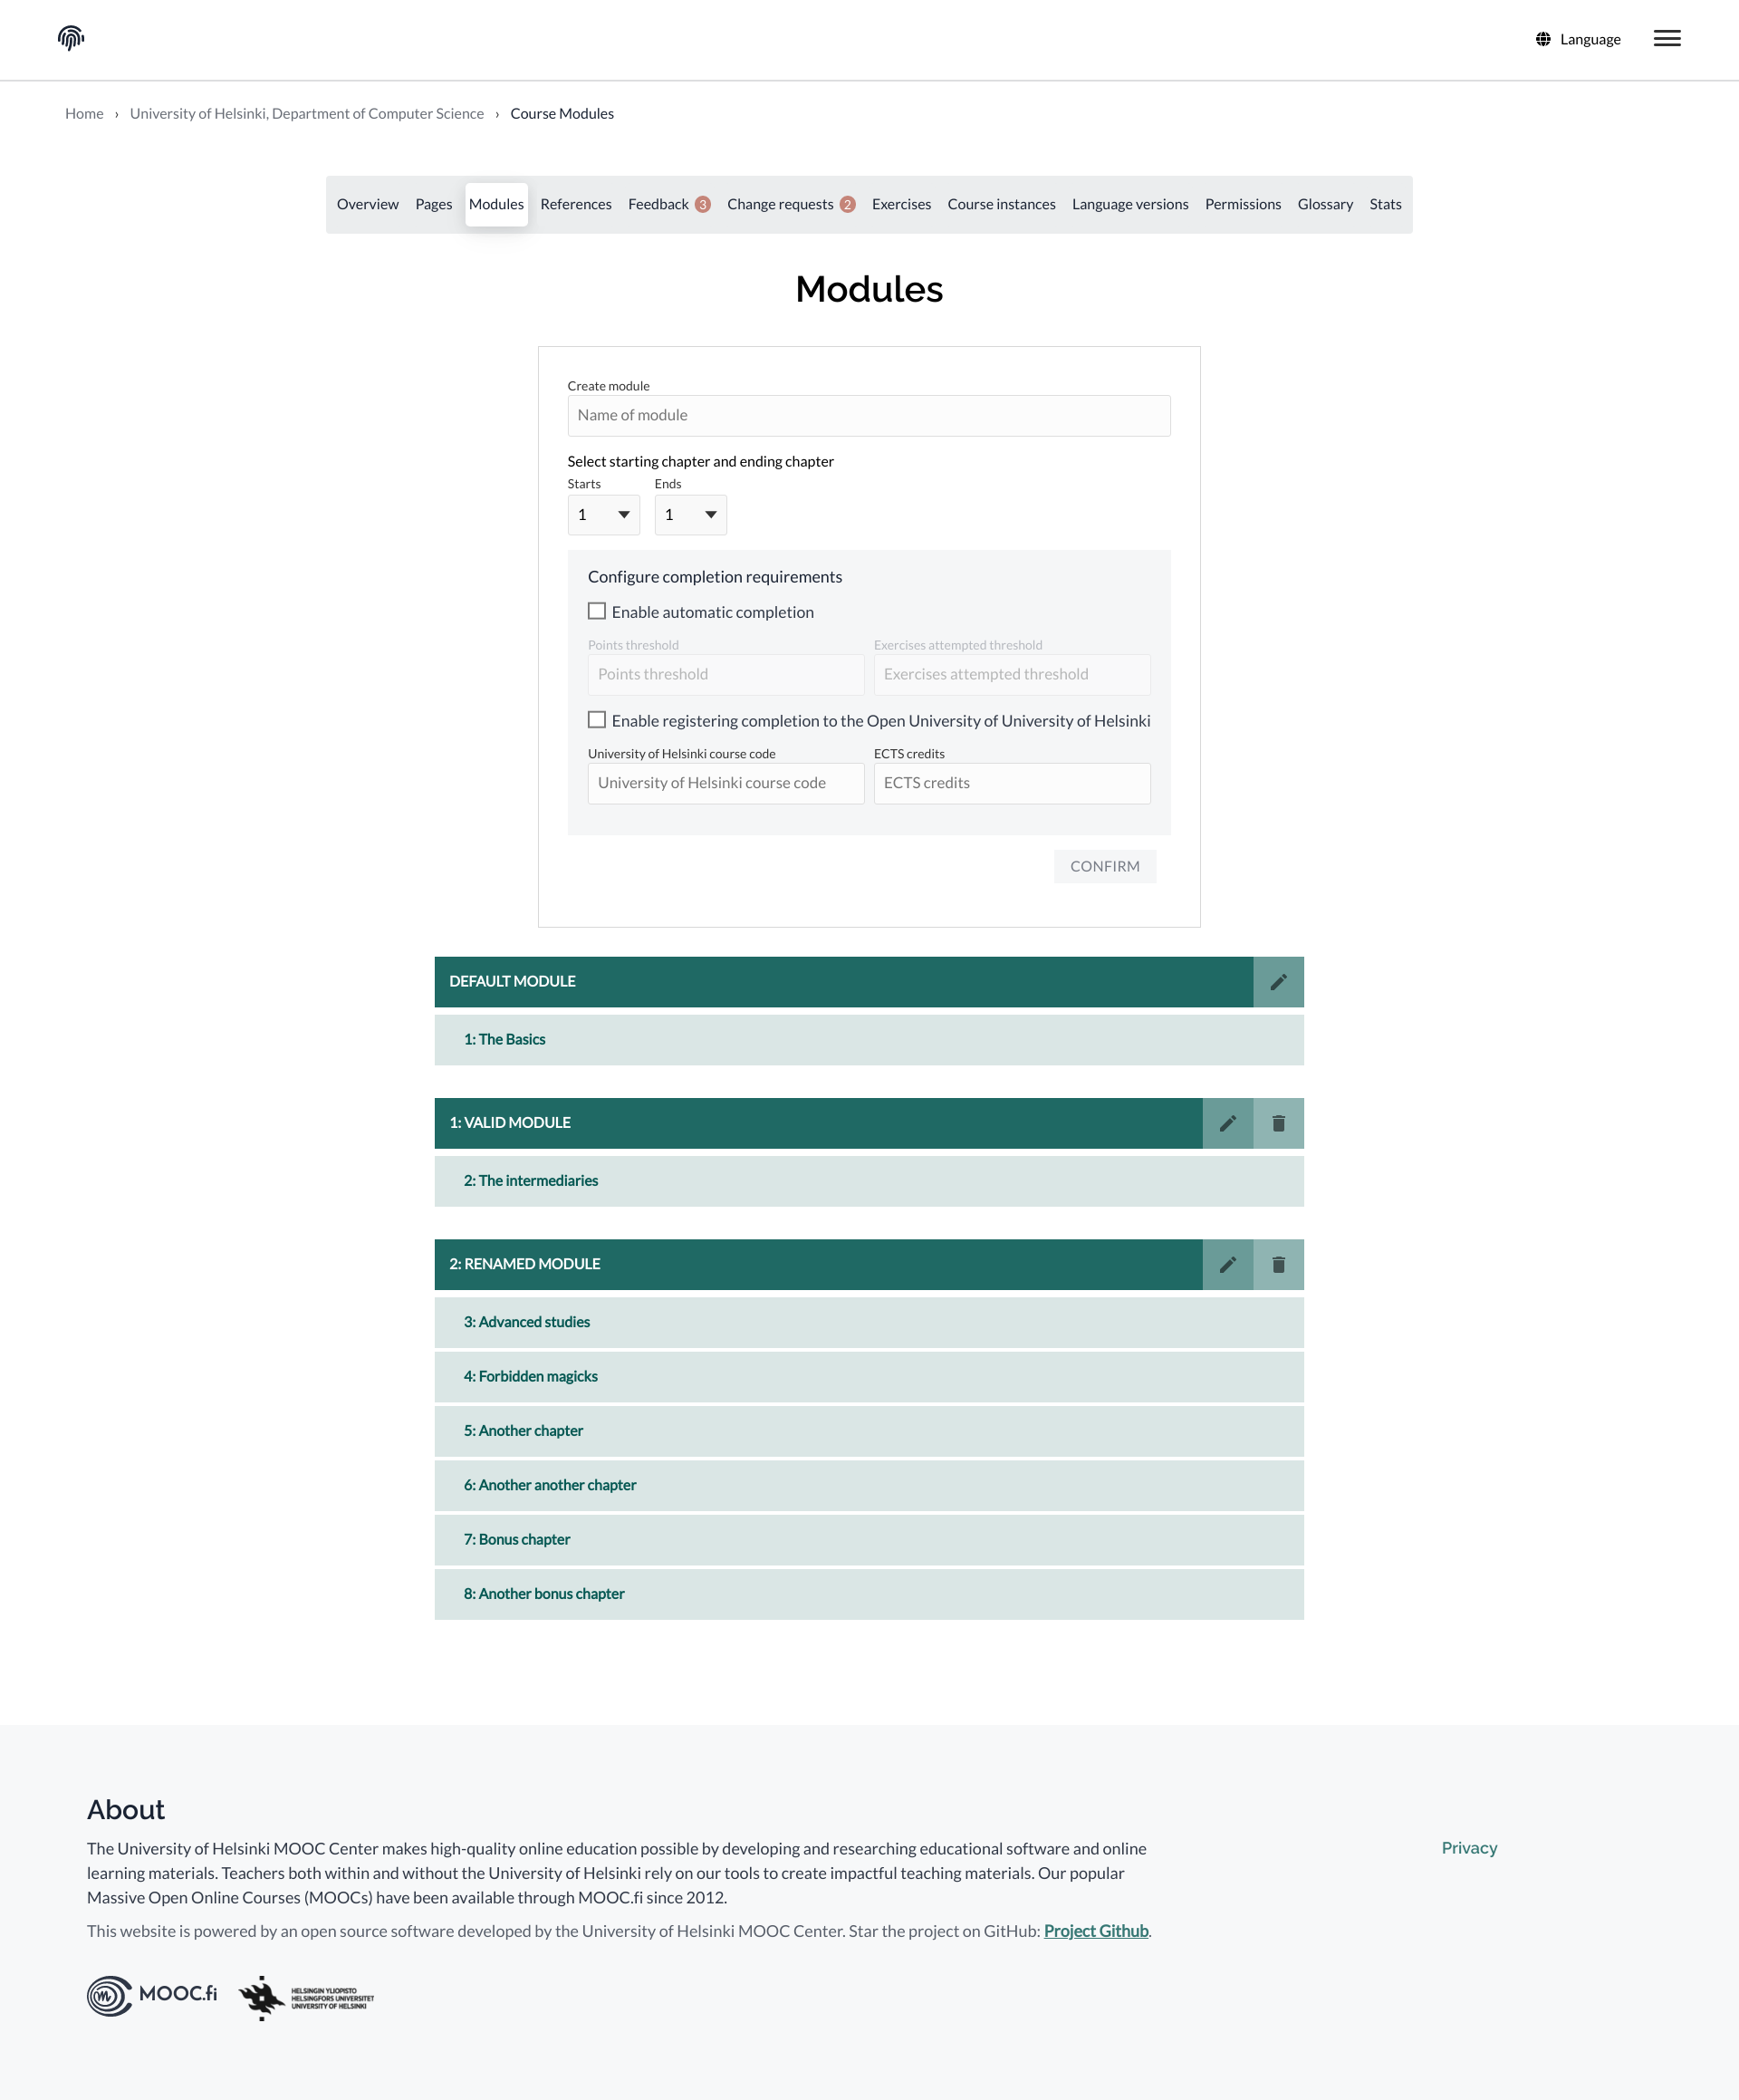 Language
Home › University of Helsinki, Department of Computer Science › Course Modules
Overview Pages Modules References Feedback 3 Change requests 2 Exercises Course instances Language versions Permissions Glossary Stats
Modules
Create module
Name of module
Select starting chapter and ending chapter
Starts Ends
1 1
Configure completion requirements
Enable automatic completion
Points threshold Exercises attempted threshold
Points threshold Exercises attempted threshold
Enable registering completion to the Open University of University of Helsinki
University of Helsinki course code ECTS credits
University of Helsinki course code ECTS credits
CONFIRM
DEFAULT MODULE
1: The Basics
1: VALID MODULE
2: The intermediaries
2: RENAMED MODULE
3: Advanced studies
4: Forbidden magicks
5: Another chapter
6: Another another chapter
7: Bonus chapter
8: Another bonus chapter
About
The University of Helsinki MOOC Center makes high-quality online education possible by developing and researching educational software and online
learning materials. Teachers both within and without the University of Helsinki rely on our tools to create impactful teaching materials. Our popular
Massive Open Online Courses (MOOCs) have been available through MOOC.fi since 2012.
This website is powered by an open source software developed by the University of Helsinki MOOC Center. Star the project on GitHub: Project Github.
Privacy
MOOC.fi
HELSINGIN YLIOPISTO
HELSINGFORS UNIVERSITET
UNIVERSITY OF HELSINKI